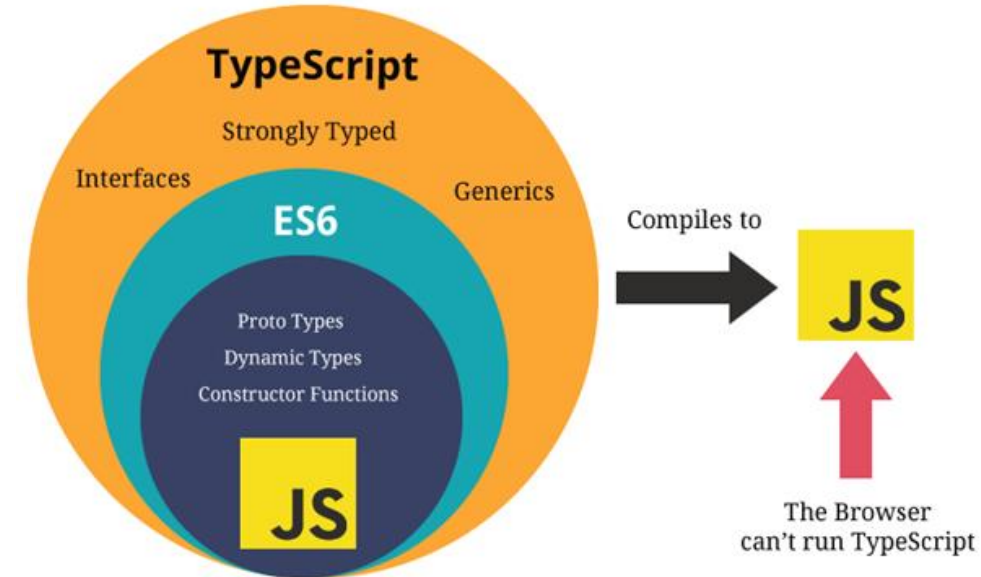 TypeScript
Strongly Typed
Interfaces
Generics
ES6
Proto Types
Dynamic Types
Constructor Functions
JS
Compiles to
JS
The Browser
can't run TypeScript